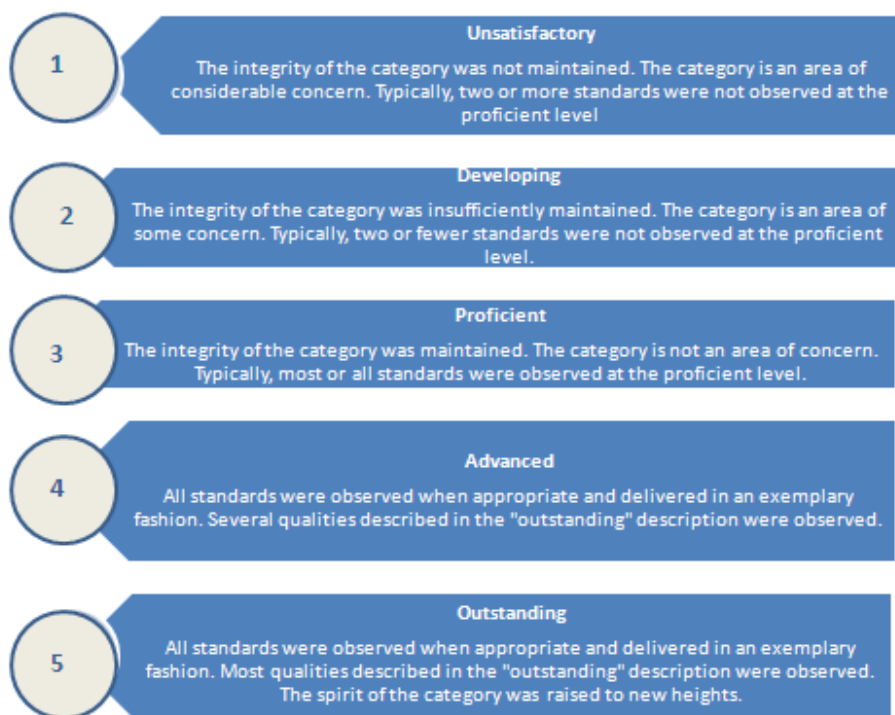 1
Unsatisfactory
The integrity of the category was not maintained. The category is an area of
considerable concern. Typically, two or more standards were not observed at the
proficient level
2
Developing
The integrity of the category was insufficiently maintained. The category is an area of
some concern. Typically, two or fewer standards were not observed at the proficient
level.
3
Proficient
The integrity of the category was maintained. The category is not an area of concern.
Typically, most or all standards were observed at the proficient level.
4
Advanced
All standards were observed when appropriate and delivered in an exemplary
fashion. Several qualities described in the "outstanding" description were observed.
5
Outstanding
All standards were observed when appropriate and delivered in an exemplary
fashion. Most qualities described in the "outstanding" description were observed.
The spirit of the category was raised to new heights.